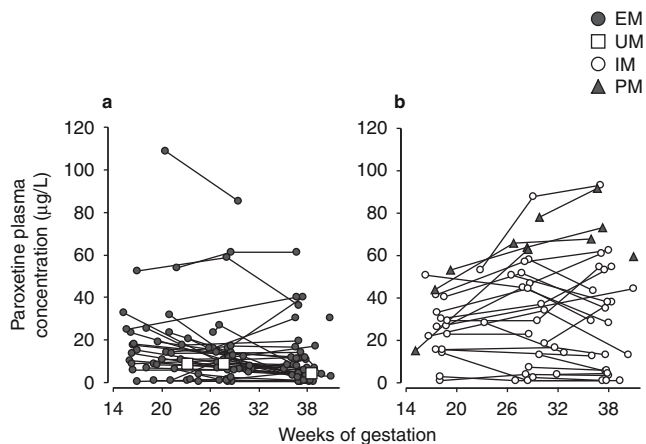 EM
UM
IM
PM
a
b
120
100
80
60
40
20
0
120
100
80
60
40
20
0
Paroxetine plasma
concentration (μg/L)
14 20 26 32 38
14 20 26 32 38
Weeks of gestation